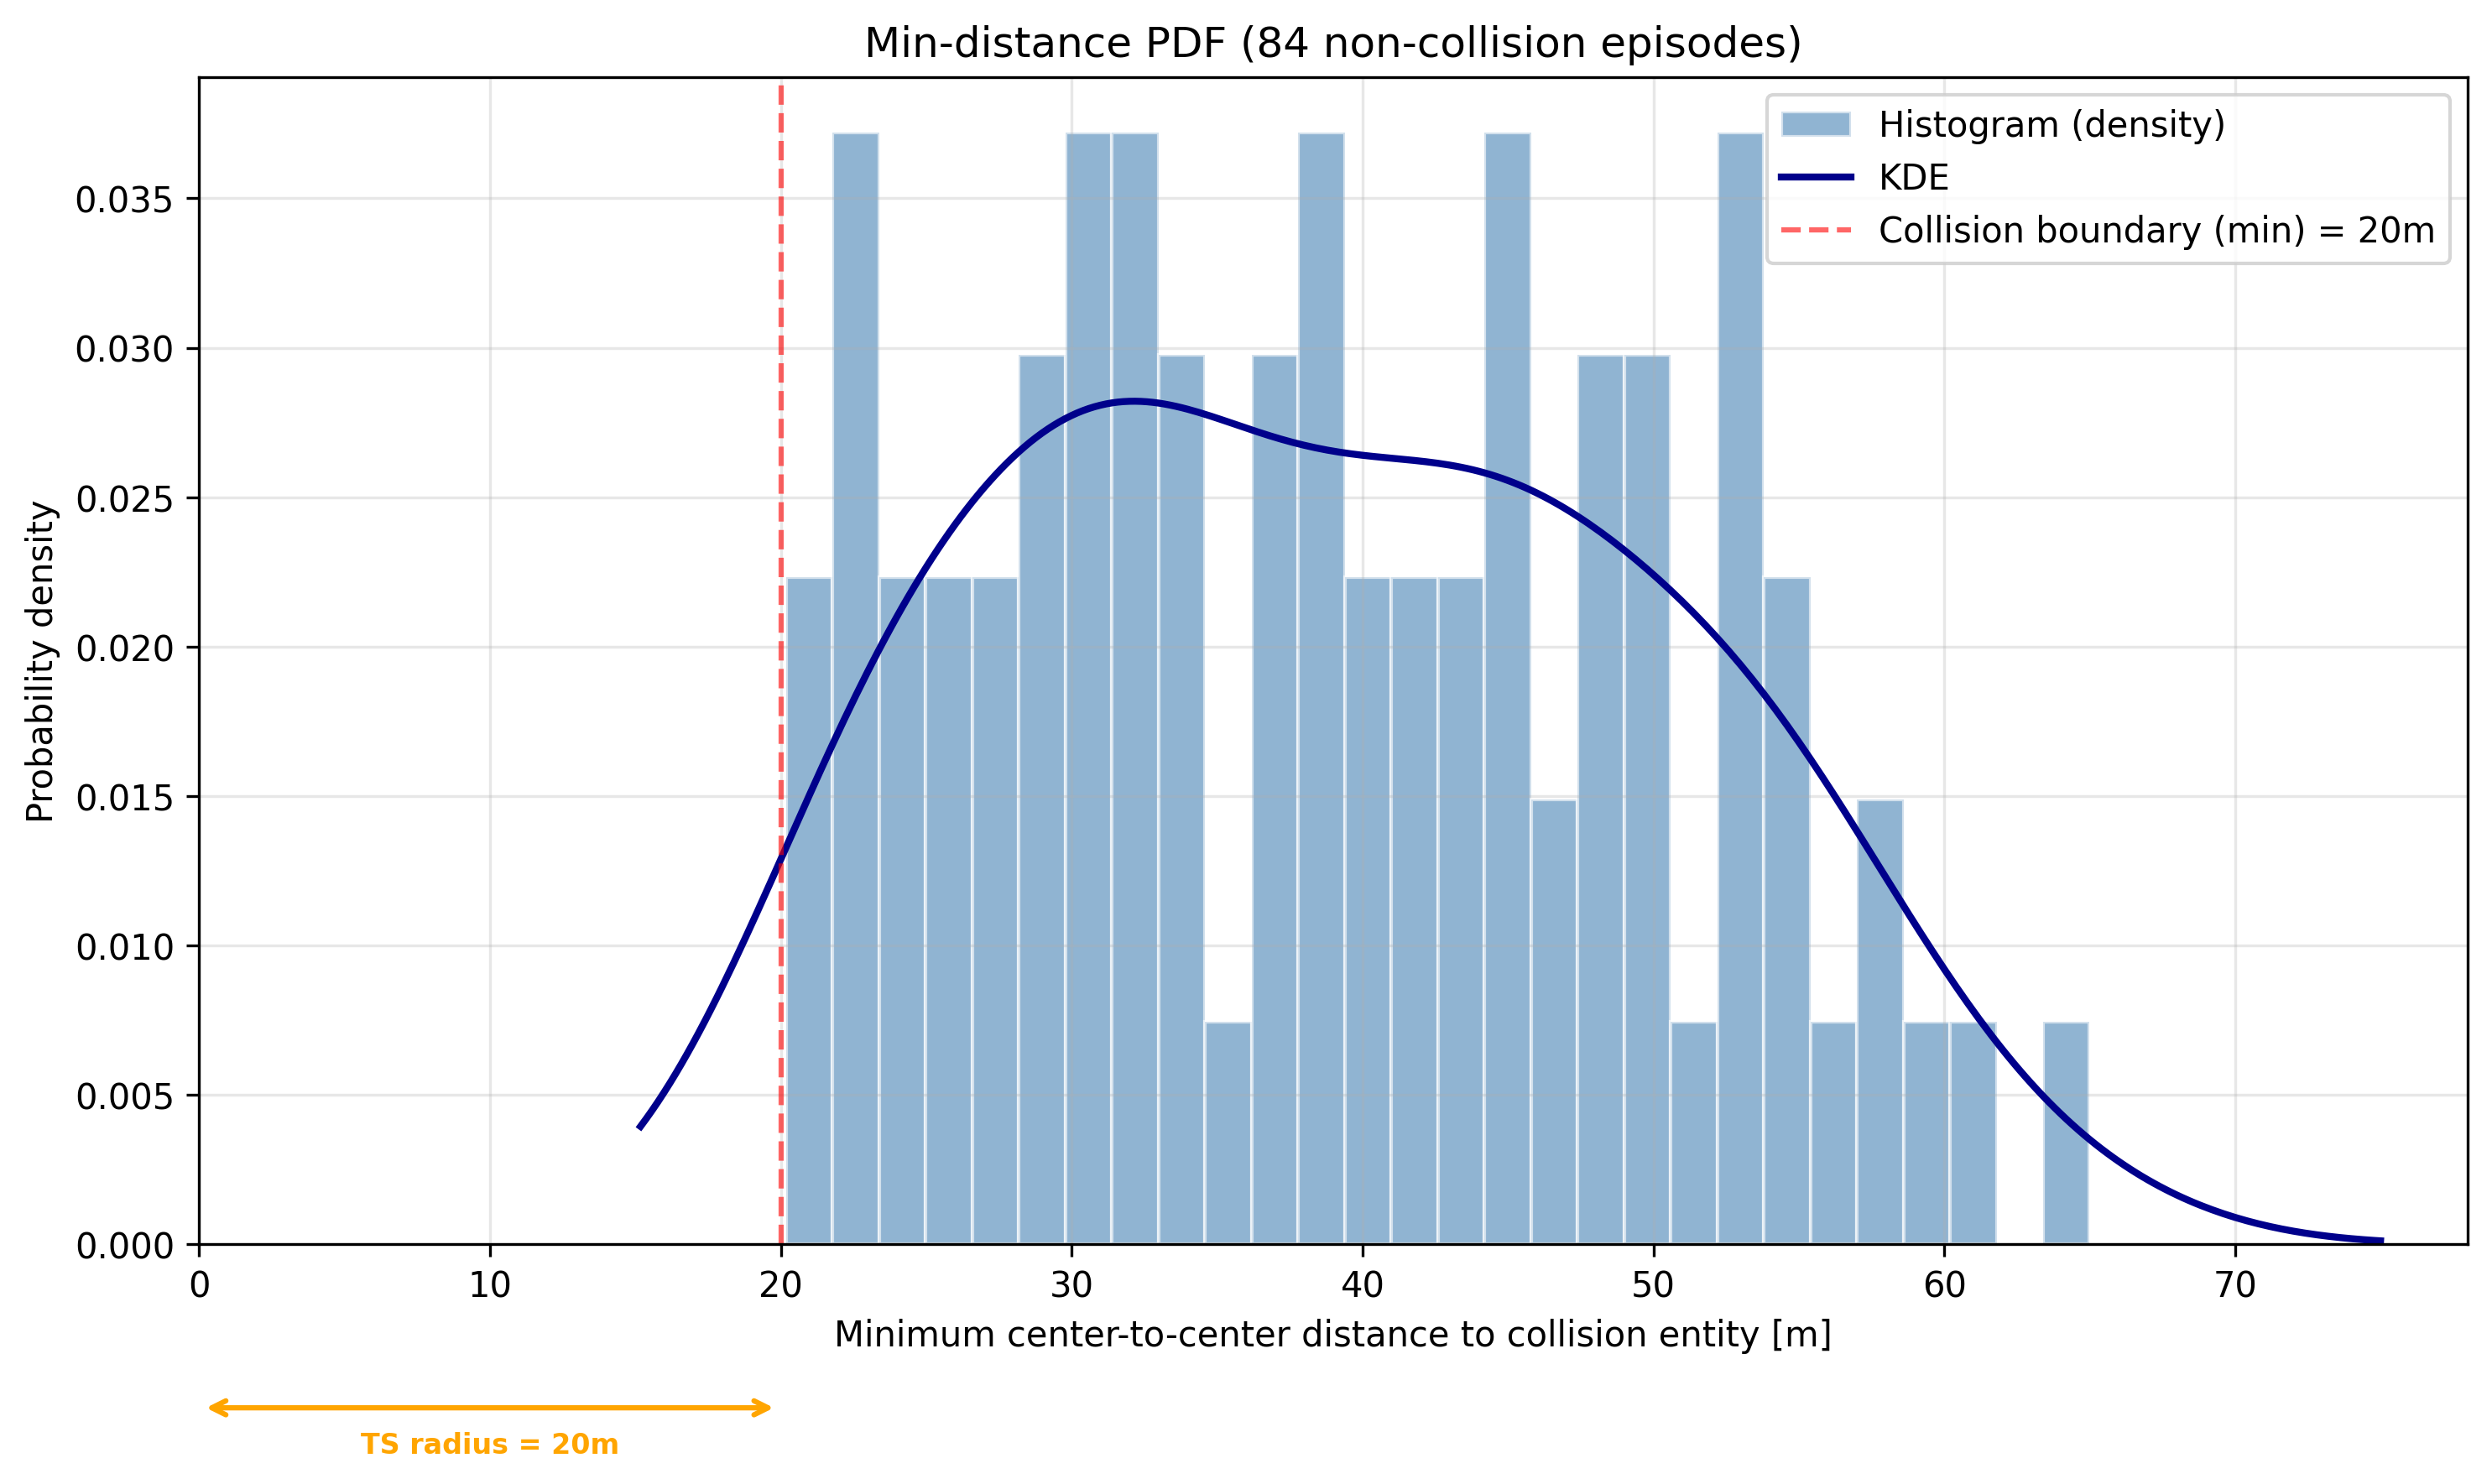 Min-distance PDF (84 non-collision episodes)
Histogram (density)
KDE
Collision boundary (min) = 20m
Probability density
0.035
0.030
0.025
0.020
0.015
0.010
0.005
0.000
0 10 20 30 40 50 60 70
Minimum center-to-center distance to collision entity [m]
TS radius = 20m